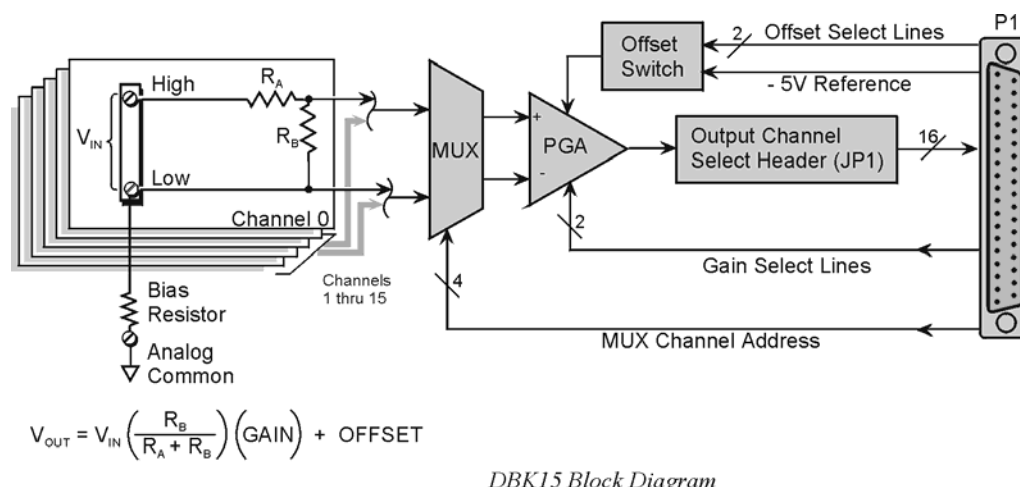 P1
Offset
Switch
2
Offset Select Lines
- 5V Reference
High
R_A
R_B
V_IN
Low
Channel 0
MUX
+
-
PGA
Output Channel
Select Header (JP1)
16
2
Gain Select Lines
Channels
1 thru 15
4
MUX Channel Address
Bias
Resistor
Analog
Common
V_OUT = V_IN (R_B / R_A + R_B) (GAIN) + OFFSET
DBK15 Block Diagram